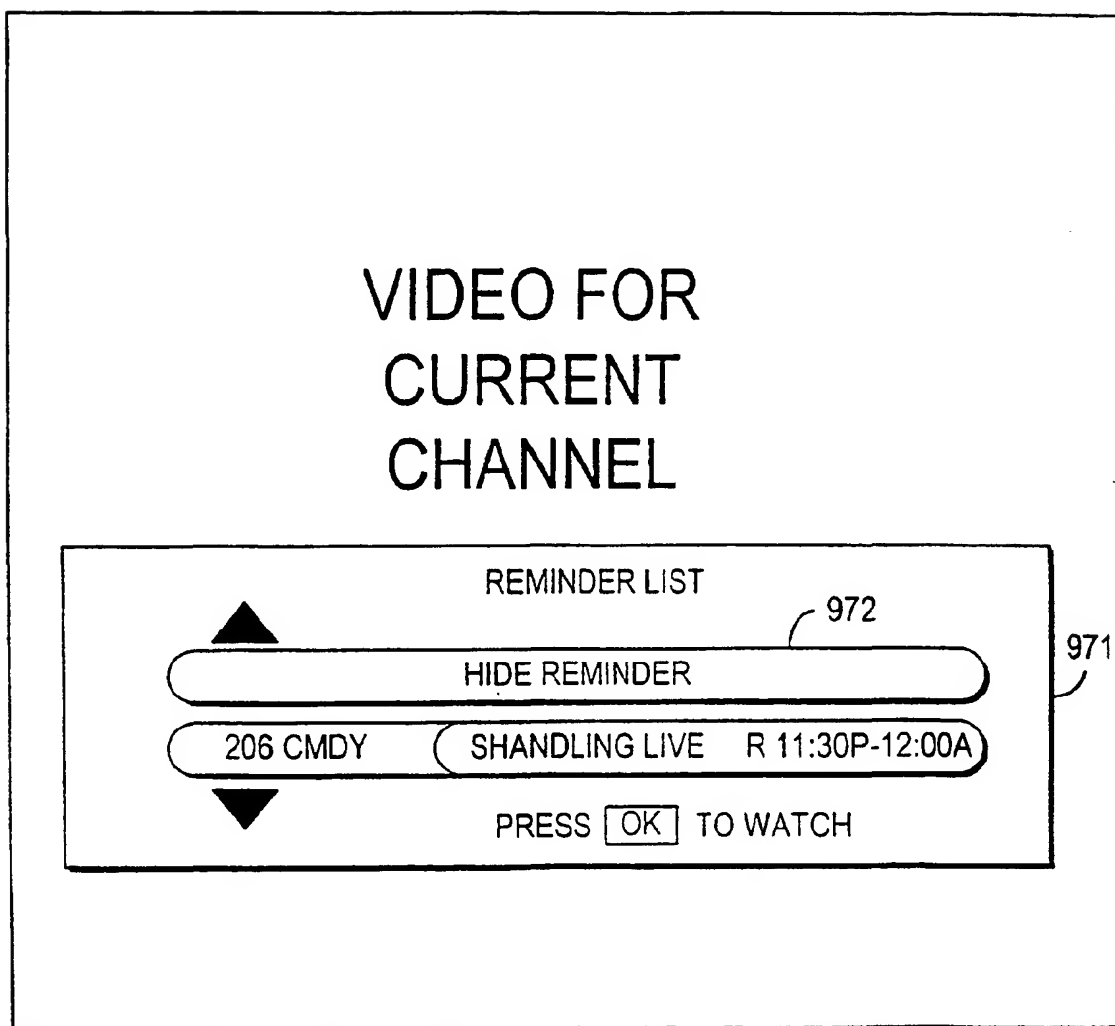 VIDEO FOR
CURRENT
CHANNEL
REMINDER LIST
972
971
HIDE REMINDER
206 CMDY SHANDLING LIVE R 11:30P-12:00A
PRESS OK TO WATCH